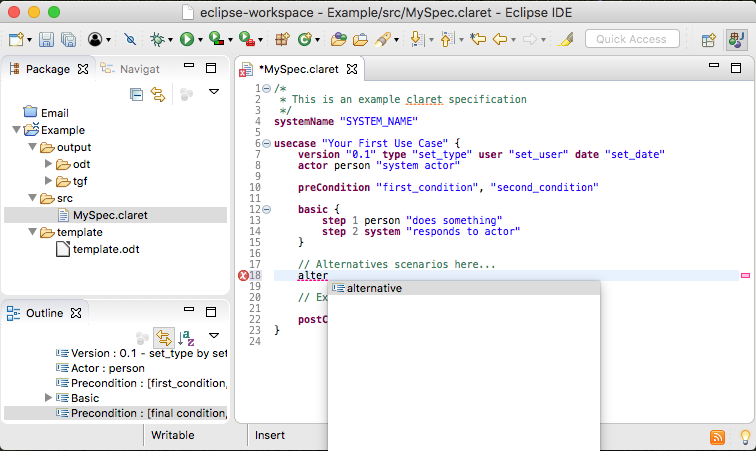 eclipse-workspace - Example/src/MySpec.claret - Eclipse IDE
Quick Access
Package
Navigat
Email
Example
output
odt
tgf
src
MySpec.claret
template
template.odt
Outline
Version : 0.1 - set_type by set
Actor : person
Precondition : [first_condition,
Basic
Precondition : [final condition,
*MySpec.claret
1 /*
2 * This is an example claret specification
3 */
4 systemName "SYSTEM_NAME"
5
6 usecase "Your First Use Case" {
7 version "0.1" type "set_type" user "set_user" date "set_date"
8 actor person "system actor"
9
10 preCondition "first_condition", "second_condition"
11
12 basic {
13 step 1 person "does something"
14 step 2 system "responds to actor"
15 }
16
17 // Alternatives scenarios here...
18 alter
19
alternative
20 // Ex
21
22 postC
23 }
24
Writable
Insert